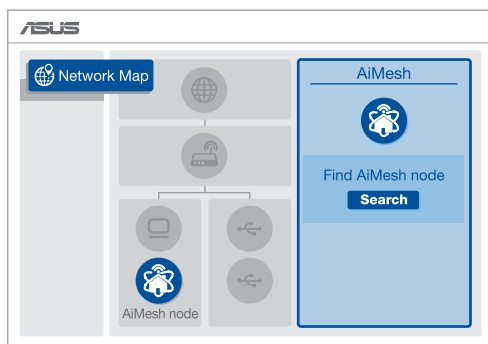 ASUS
Network Map
AiMesh
Find AiMesh node
Search
AiMesh node